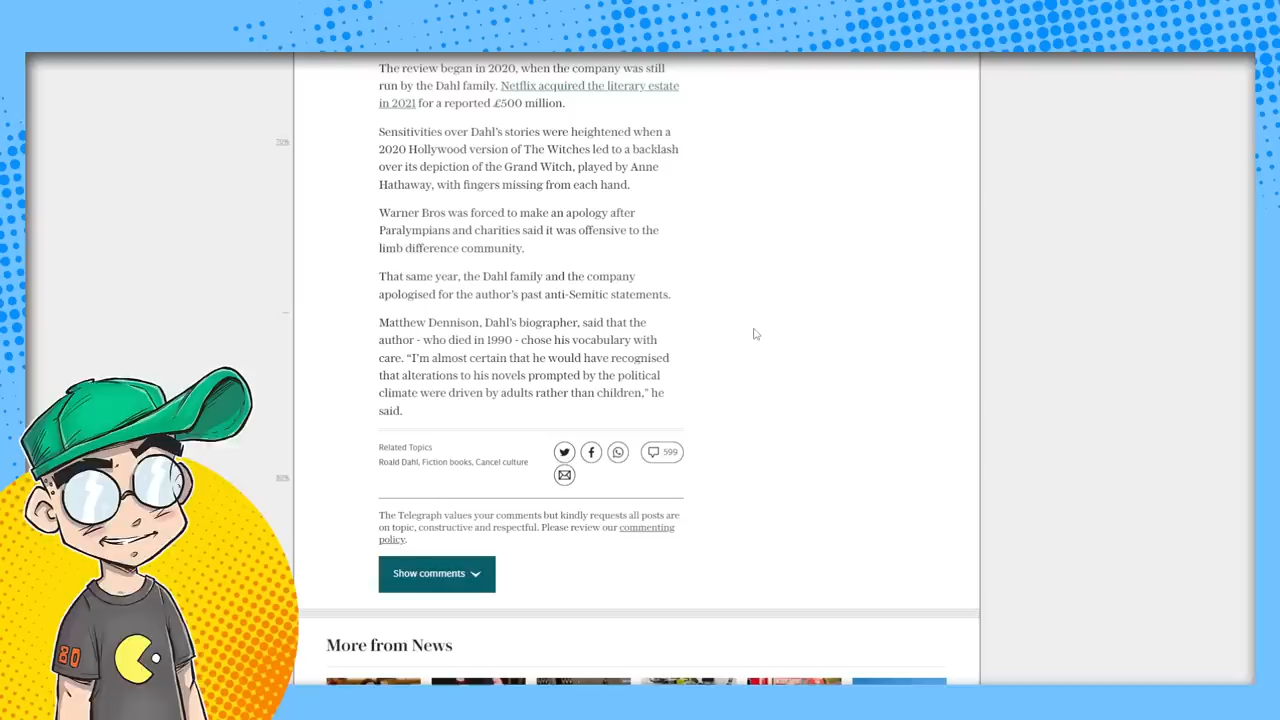 The review began in 2020, when the company was still
run by the Dahl family. Netflix acquired the literary estate
in 2021 for a reported £500 million.
Sensitivities over Dahl's stories were heightened when a
2020 Hollywood version of The Witches led to a backlash
over its depiction of the Grand Witch, played by Anne
Hathaway, with fingers missing from each hand.
Warner Bros was forced to make an apology after
Paralympians and charities said it was offensive to the
limb difference community.
That same year, the Dahl family and the company
apologised for the author's past anti-Semitic statements.
Matthew Dennison, Dahl's biographer, said that the
author - who died in 1990 - chose his vocabulary with
care. “I'm almost certain that he would have recognised
that alterations to his novels prompted by the political
climate were driven by adults rather than children,” he
said.
Related Topics
Roald Dahl, Fiction books, Cancel culture
599
The Telegraph values your comments but kindly requests all posts are
on topic, constructive and respectful. Please review our commenting
policy.
Show comments
More from News
80